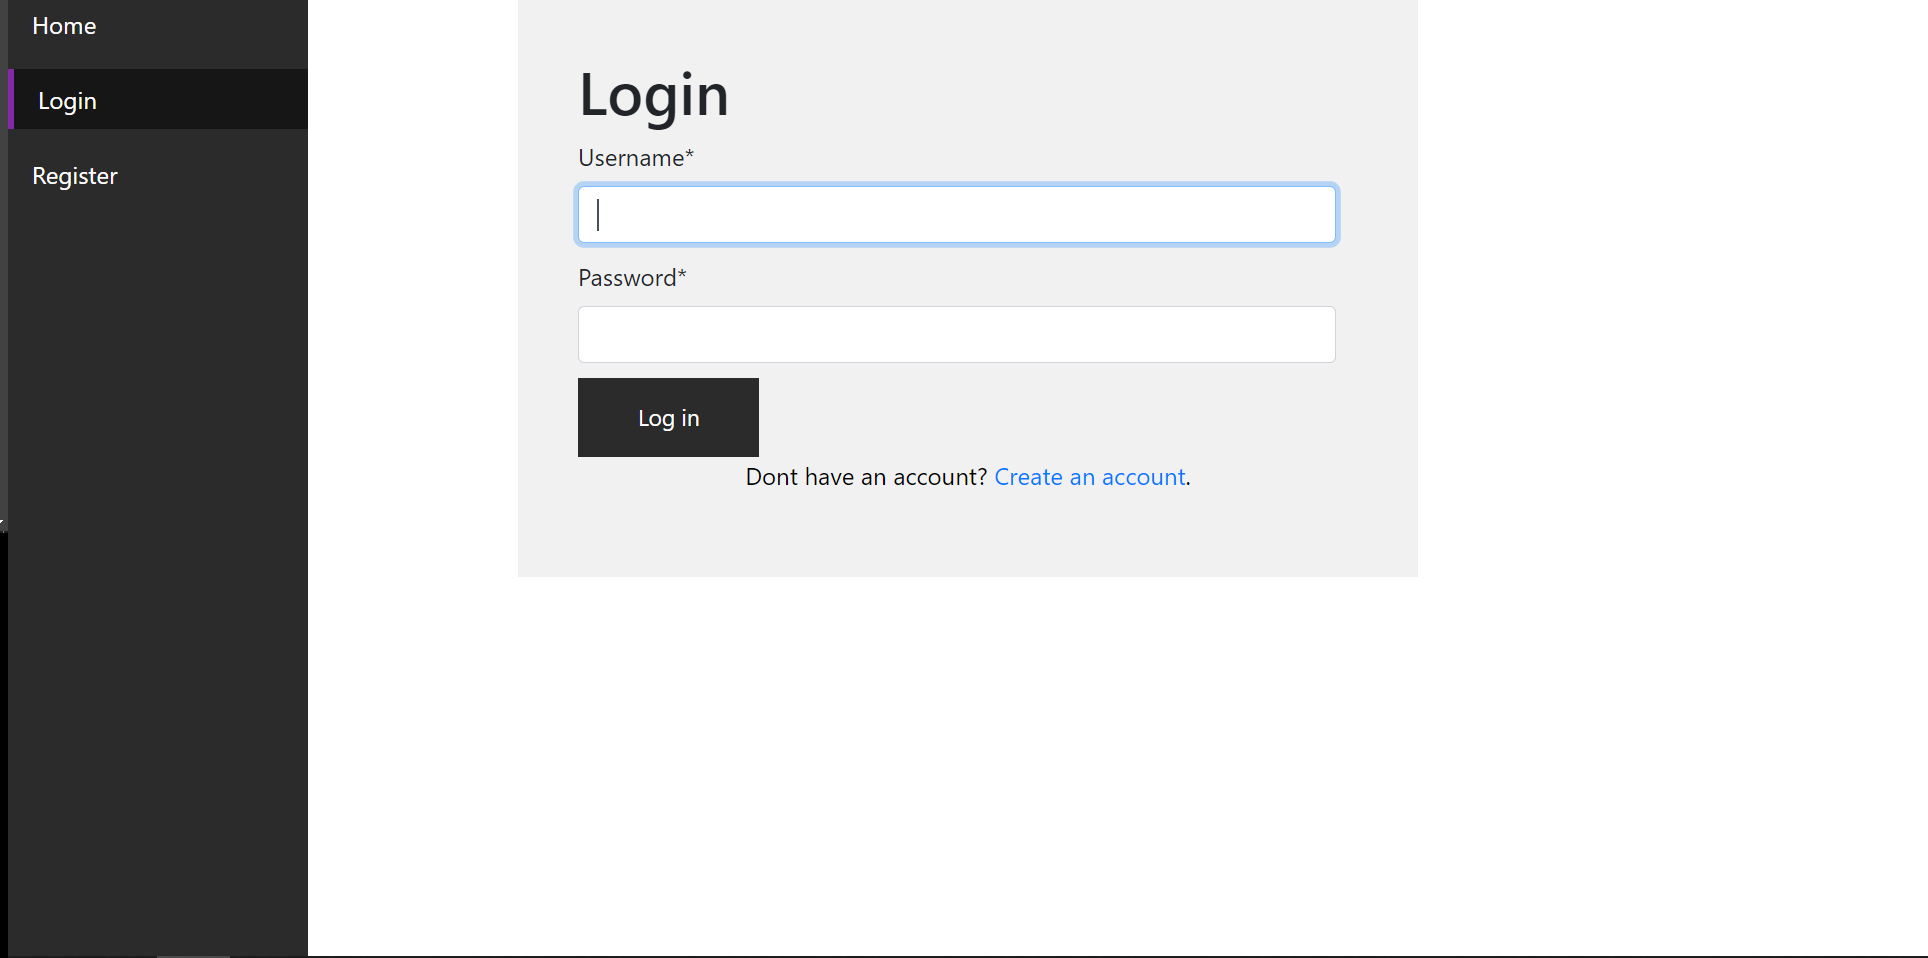 Home
Login
Register
Login
Username*
Password*
Log in
Dont have an account? Create an account.